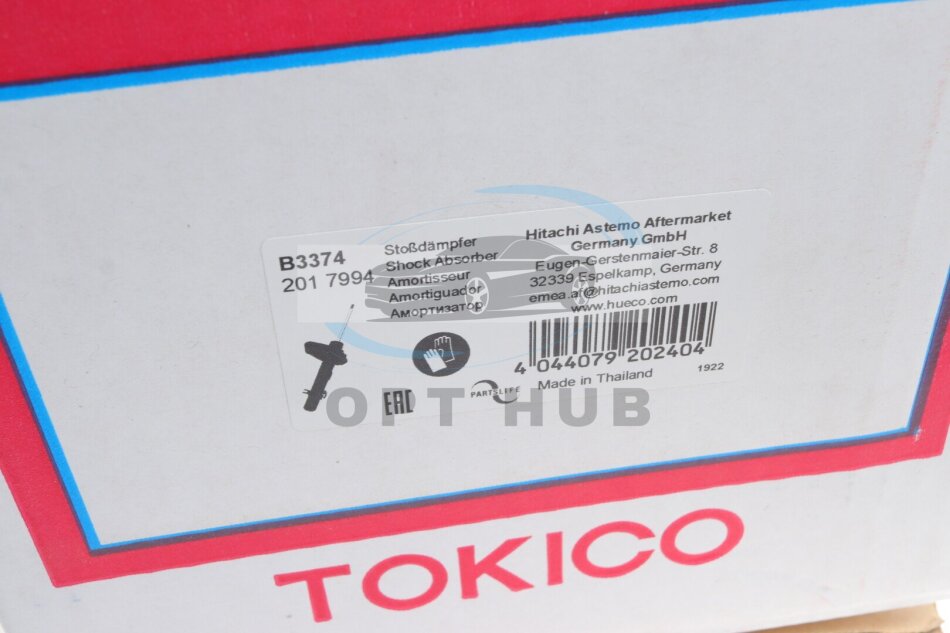 B3374
201 7994
Stoßdämpfer
Shock Absorber
Amortisseur
Amortiguador
Амортизатор
Hitachi Astemo Aftermarket
Germany GmbH
Eugen-Gerstenmaier-Str. 8
32339 Espelkamp, Germany
emea.af@hitachiastemo.com
www.hueco.com
4 044079 202404
Made in Thailand
1922
EAC
PARTSLIFE
OPT HUB
TOKICO